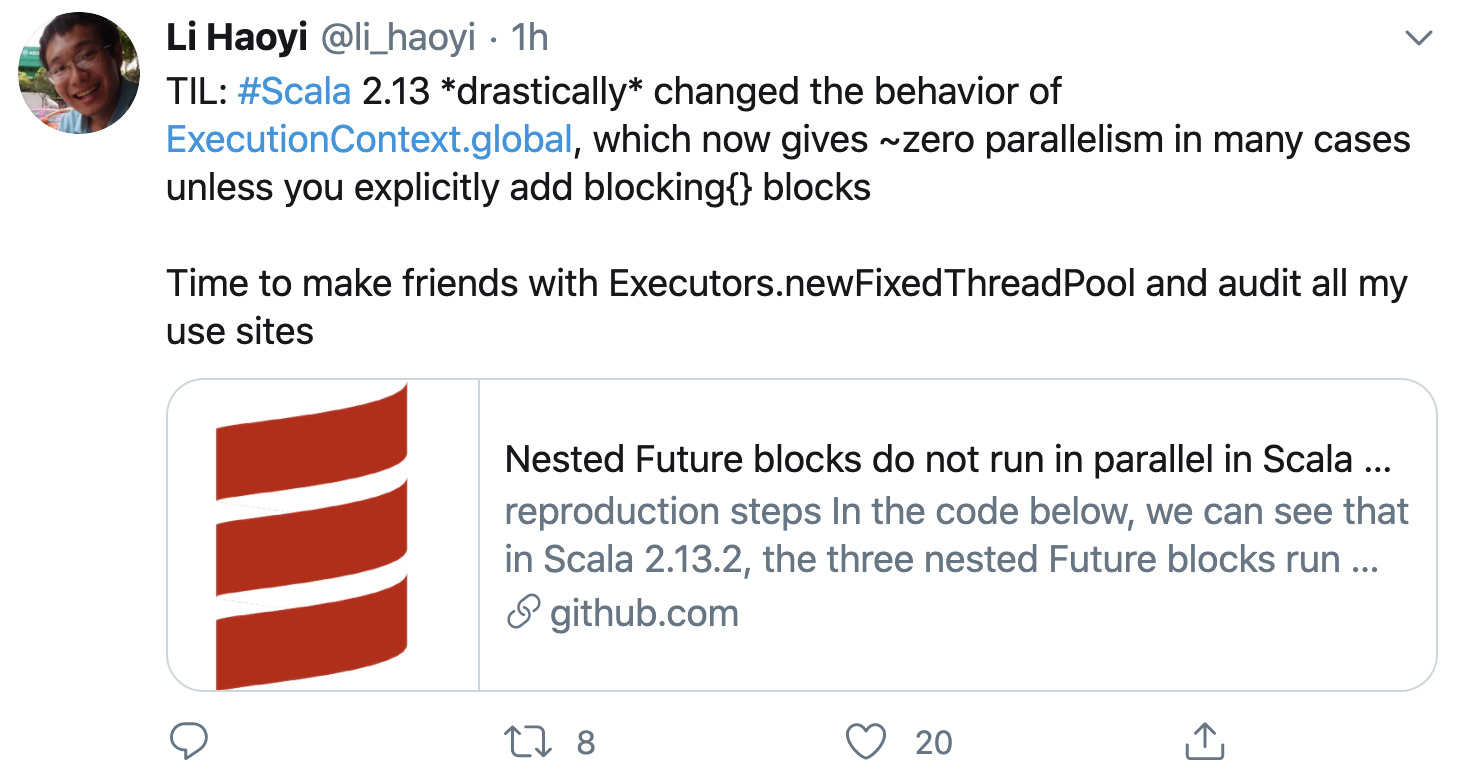 Li Haoyi @li_haoyi · 1h
TIL: #Scala 2.13 *drastically* changed the behavior of
ExecutionContext.global, which now gives ~zero parallelism in many cases
unless you explicitly add blocking{} blocks
Time to make friends with Executors.newFixedThreadPool and audit all my
use sites
Nested Future blocks do not run in parallel in Scala ...
reproduction steps In the code below, we can see that
in Scala 2.13.2, the three nested Future blocks run ...
github.com
8 20